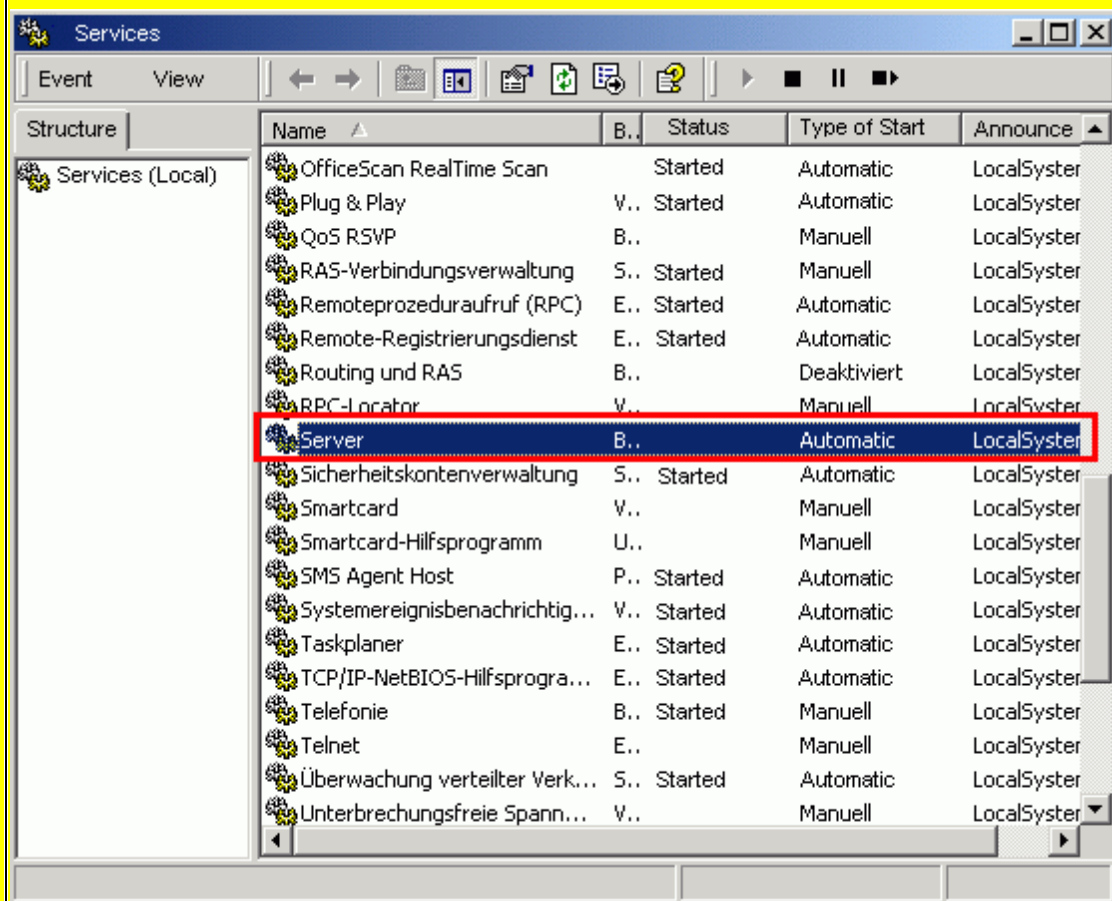 Services
Event View
Structure Name B.. Status Type of Start Announce
Services (Local)
OfficeScan RealTime Scan Started Automatic LocalSyster
Plug & Play V.. Started Automatic LocalSyster
QoS RSVP B.. Manuell LocalSyster
RAS-Verbindungsverwaltung S.. Started Manuell LocalSyster
Remoteprozeduraufruf (RPC) E.. Started Automatic LocalSyster
Remote-Registrierungsdienst E.. Started Automatic LocalSyster
Routing und RAS B.. Deaktiviert LocalSyster
RPC-Locator V.. Manuell LocalSyster
Server B.. Automatic LocalSyster
Sicherheitskontenverwaltung S.. Started Automatic LocalSyster
Smartcard V.. Manuell LocalSyster
Smartcard-Hilfsprogramm U.. Manuell LocalSyster
SMS Agent Host P.. Started Automatic LocalSyster
Systemereignisbenachrichtig... V.. Started Automatic LocalSyster
Taskplaner E.. Started Automatic LocalSyster
TCP/IP-NetBIOS-Hilfsprogra... E.. Started Automatic LocalSyster
Telefonie B.. Started Manuell LocalSyster
Telnet E.. Manuell LocalSyster
Überwachung verteilter Verk... S.. Started Automatic LocalSyster
Unterbrechungsfreie Spann... V.. Manuell LocalSyster